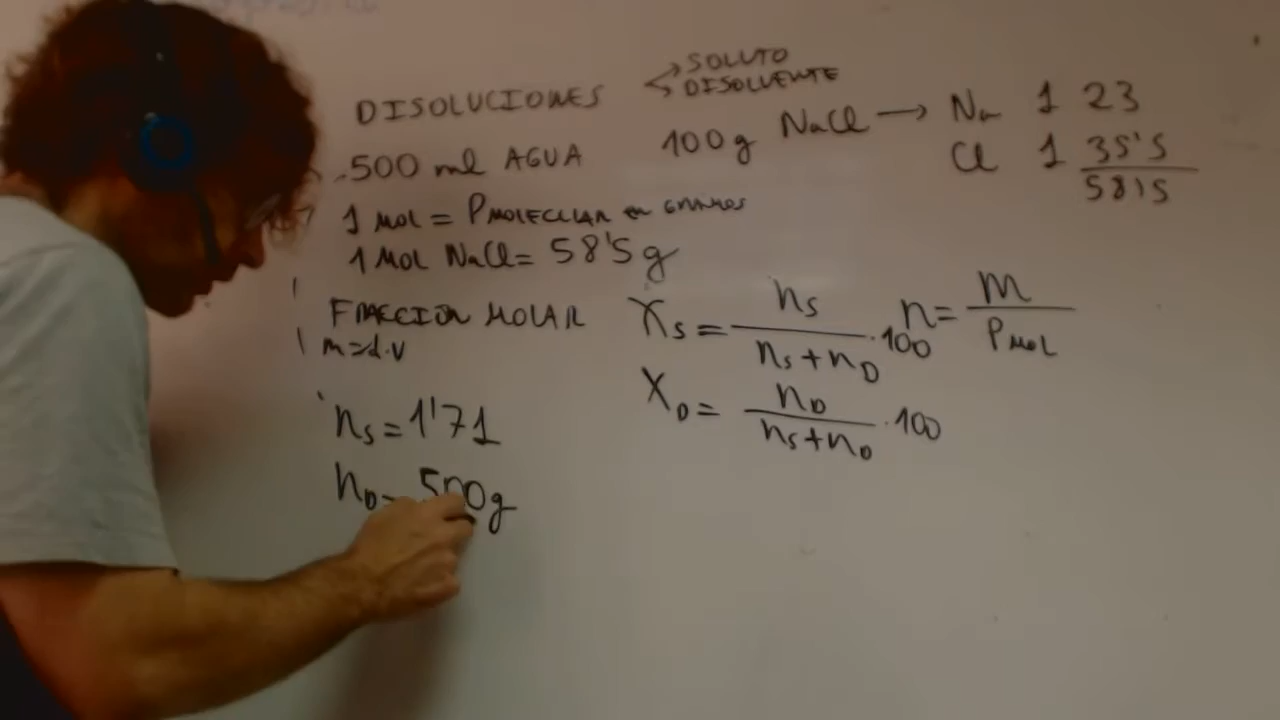 DISOLUCIONES
SOLUTO
DISOLVENTE
500 ml AGUA
100g NaCl → Na 1 23
Cl 1 35'5
58'5
1 MOL = PMOLECULAR en GRAMOS
1 MOL NaCl = 58'5 g
FRACCION MOLAR
m=d·V
Xs = ns / (ns + nD) · 100
n = m / PMOL
XD = nD / (ns + nD) · 100
ns = 1'71
nD = 500g